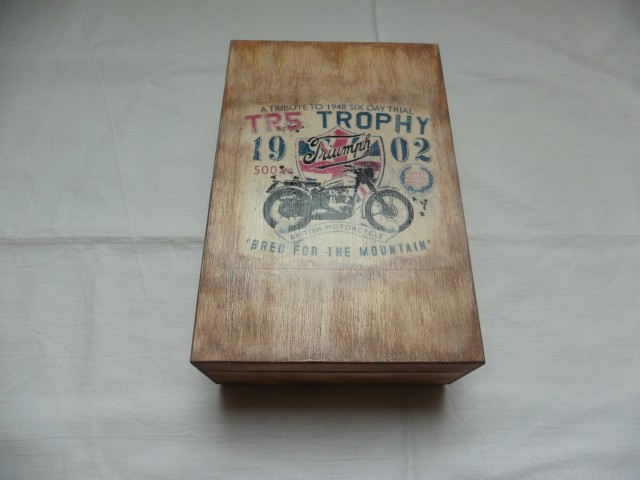 A TRIBUTE TO 1948 SIX DAY TRIAL
TR5 TROPHY
19 Triumph 02
500cc
BRITISH MOTORCYCLE
'BRED FOR THE MOUNTAIN'